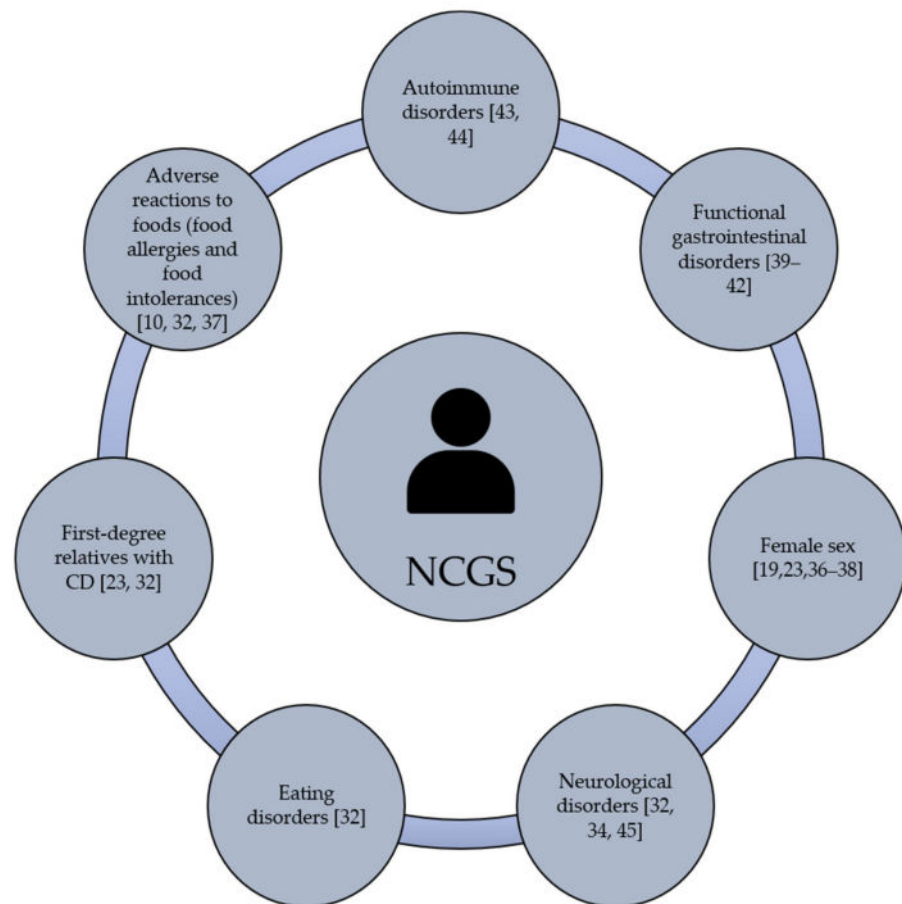 Autoimmune
disorders [43,
44]
Adverse
reactions to
foods (food
allergies and
food
intolerances)
[10, 32, 37]
Functional
gastrointestinal
disorders [39–
42]
First-degree
relatives with
CD [23, 32]
NCGS
Female sex
[19,23,36–38]
Eating
disorders [32]
Neurological
disorders [32,
34, 45]